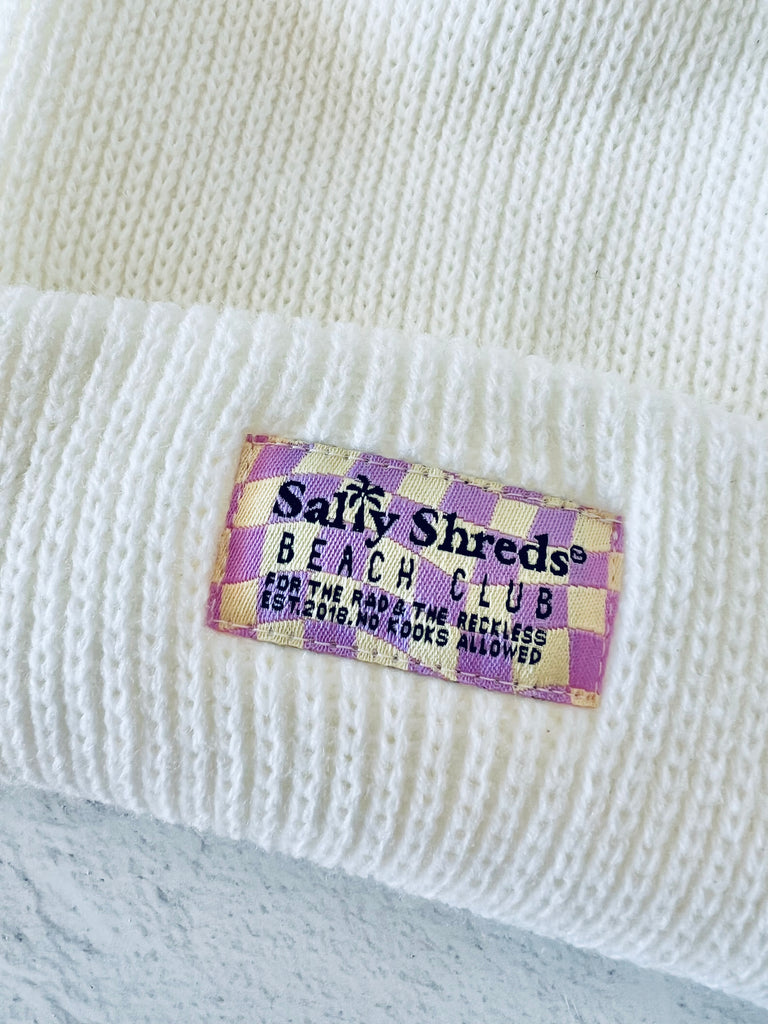 Sally Shreds®
BEACH CLUB
FOR THE RAD & THE RECKLESS
EST.2018.NO KOOKS ALLOWED